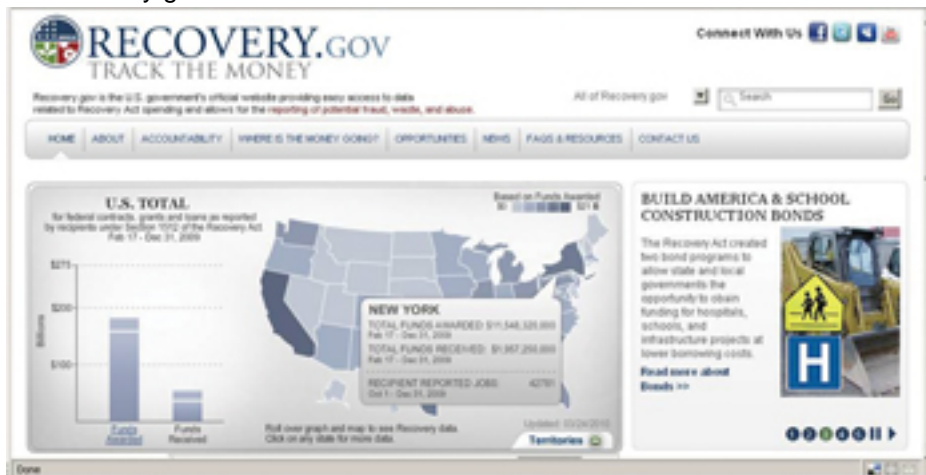 RECOVERY.GOV
TRACK THE MONEY
Connect With Us
Recovery.gov is the U.S. government's official website providing easy access to data
related to Recovery Act spending and allows for the reporting of potential fraud, waste, and abuse.
All of Recovery.gov
Search
Go
HOME ABOUT ACCOUNTABILITY WHERE IS THE MONEY GOING? OPPORTUNITIES NEWS FAQS & RESOURCES CONTACT US
U.S. TOTAL
for federal contracts, grants and loans as reported
by recipients under Section 1512 of the Recovery Act.
Feb 17 - Dec 31, 2009
$275
$200
$100
Billions
Funds
Awarded
Funds
Received
Based on Funds Awarded
$0
NEW YORK
TOTAL FUNDS AWARDED:
Feb 17 - Dec 31, 2009
TOTAL FUNDS RECEIVED: $1,957,250,000
Feb 17 - Dec 31, 2009
RECIPIENT REPORTED JOBS: 42781
Oct 1 - Dec 31, 2009
Roll over graph and map to see Recovery data.
Click on any state for more data.
Updated: 03/24/2010
Territories
BUILD AMERICA & SCHOOL
CONSTRUCTION BONDS
The Recovery Act created
two bond programs to
allow state and local
governments the
opportunity to obain
funding for hospitals,
schools, and
infrastructure projects at
lower borrowing costs.
Read more about
Bonds >>
H
Done